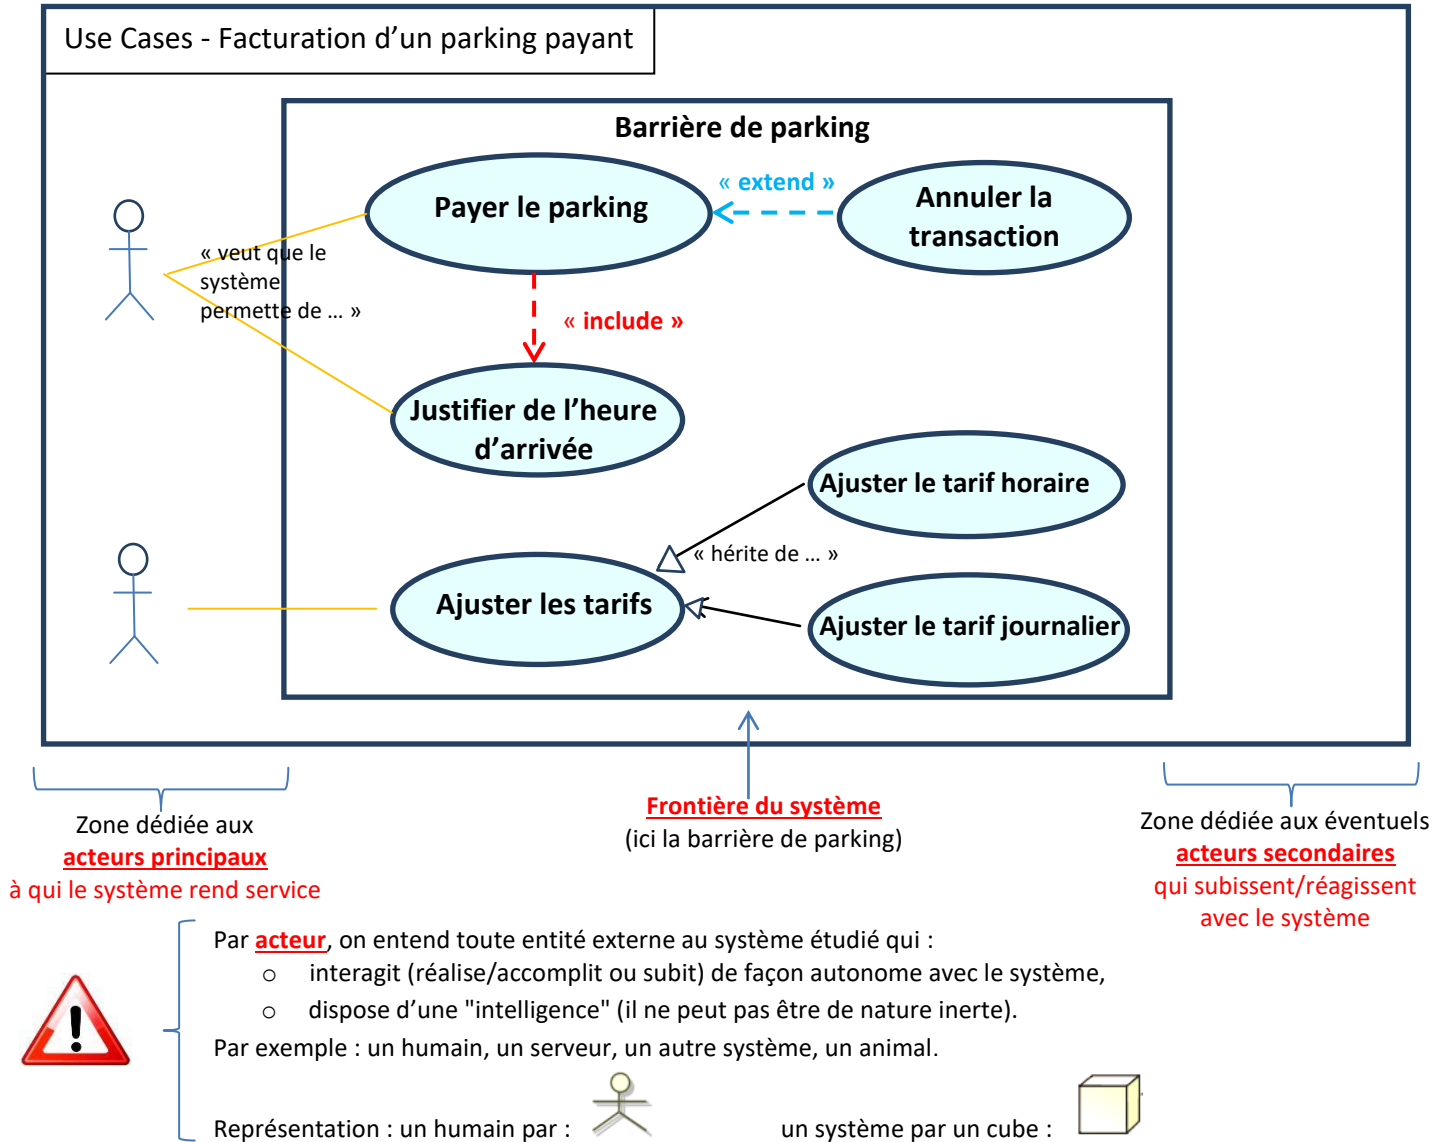 Use Cases - Facturation d’un parking payant
Barrière de parking
Payer le parking
« extend »
Annuler la
transaction
« veut que le
système
permette de ... »
« include »
Justifier de l’heure
d’arrivée
Ajuster le tarif horaire
« hérite de ... »
Ajuster les tarifs
Ajuster le tarif journalier
Zone dédiée aux
acteurs principaux
à qui le système rend service
Frontière du système
(ici la barrière de parking)
Zone dédiée aux éventuels
acteurs secondaires
qui subissent/réagissent
avec le système
Par acteur, on entend toute entité externe au système étudié qui :
o interagit (réalise/accomplit ou subit) de façon autonome avec le système,
o dispose d’une "intelligence" (il ne peut pas être de nature inerte).
Par exemple : un humain, un serveur, un autre système, un animal.
Représentation : un humain par : un système par un cube :